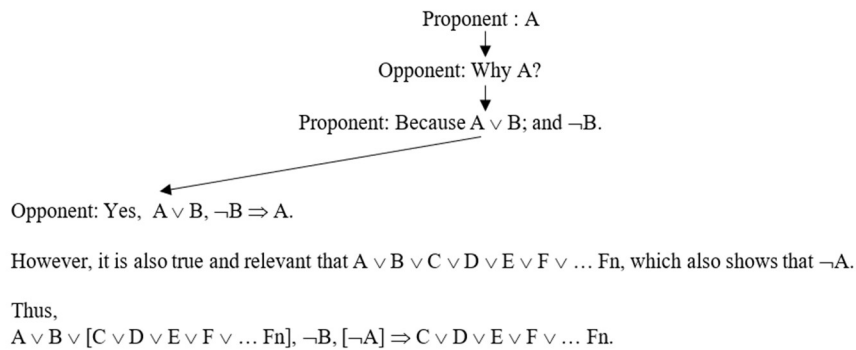 Proponent : A
Opponent: Why A?
Proponent: Because A ∨ B; and ¬B.
Opponent: Yes, A ∨ B, ¬B ⇒ A.
However, it is also true and relevant that A ∨ B ∨ C ∨ D ∨ E ∨ F ∨ … Fn, which also shows that ¬A.
Thus,
A ∨ B ∨ [C ∨ D ∨ E ∨ F ∨ … Fn], ¬B, [¬A] ⇒ C ∨ D ∨ E ∨ F ∨ … Fn.